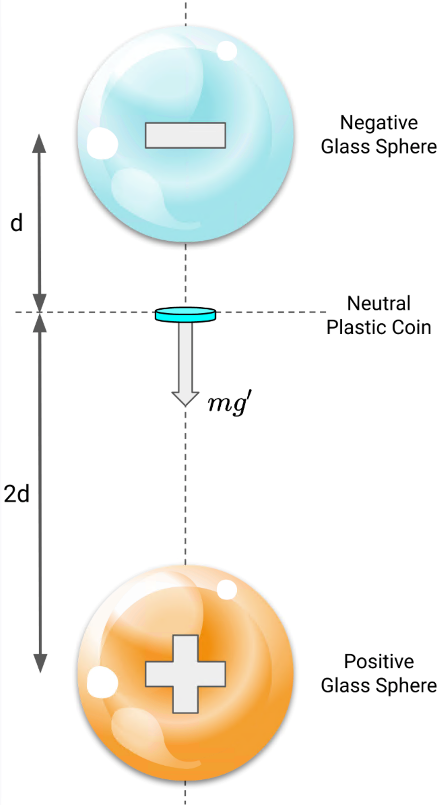 Negative
Glass Sphere
d
Neutral
Plastic Coin
mg′
2d
Positive
Glass Sphere